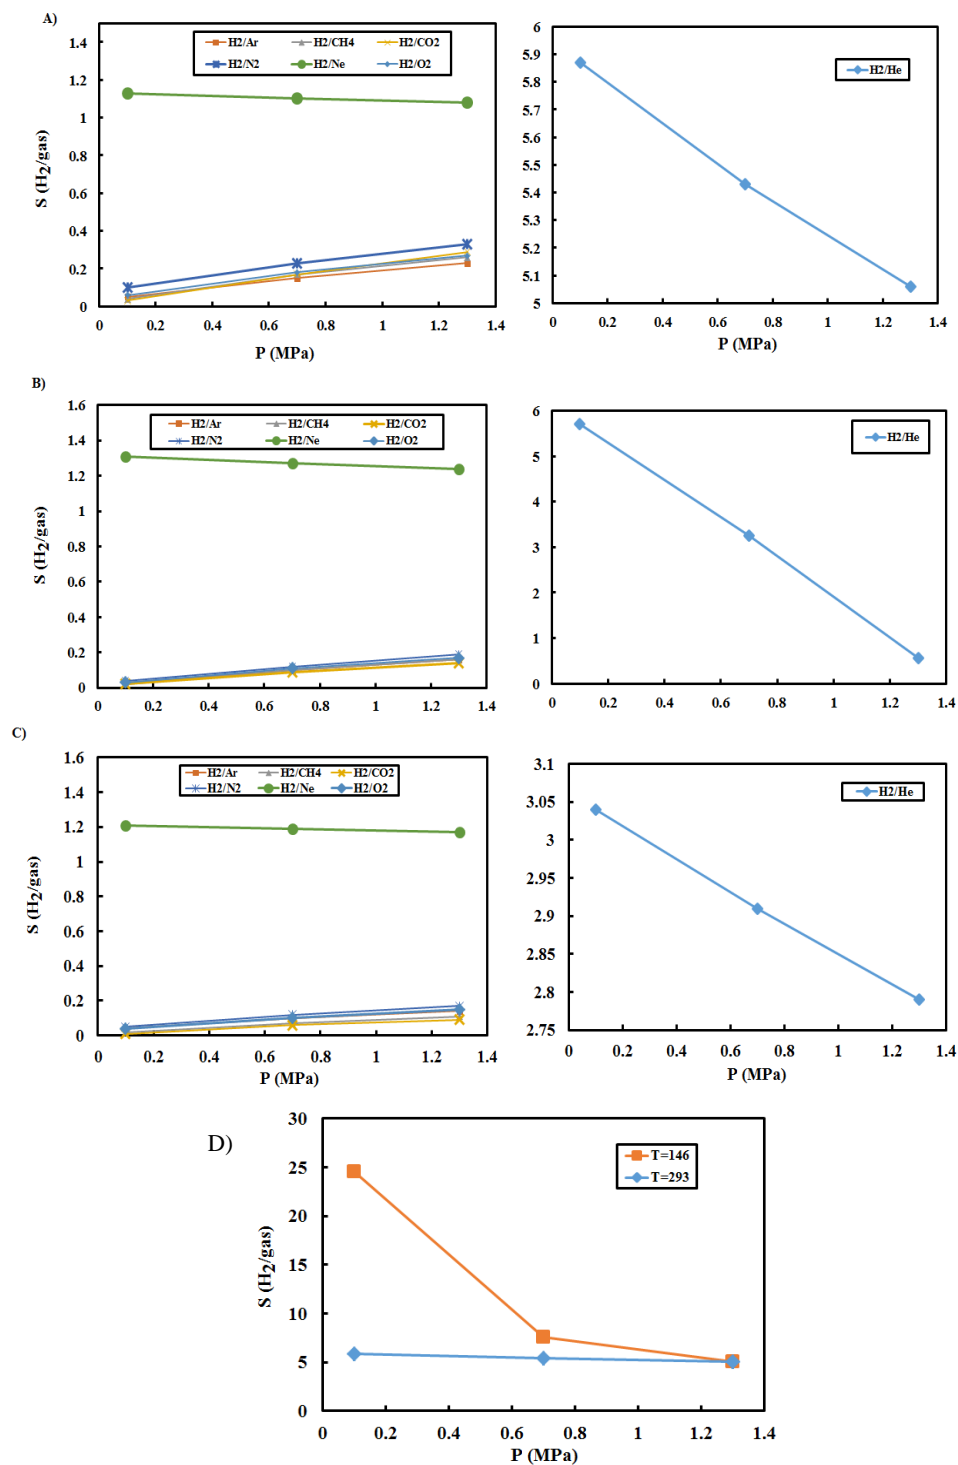 A)
1.4
1.2
1
0.8
0.6
0.4
0.2
0
0 0.2 0.4 0.6 0.8 1 1.2 1.4
S (H2/gas)
P (MPa)
H2/Ar H2/CH4 H2/CO2
H2/N2 H2/Ne H2/O2
6
5.9
5.8
5.7
5.6
5.5
5.4
5.3
5.2
5.1
5
0 0.2 0.4 0.6 0.8 1 1.2 1.4
P (MPa)
H2/He
B)
1.6
1.4
1.2
1
0.8
0.6
0.4
0.2
0
0 0.2 0.4 0.6 0.8 1 1.2 1.4
S (H2/gas)
H2/Ar H2/CH4 H2/CO2
H2/N2 H2/Ne H2/O2
6
5
4
3
2
1
0
0 0.2 0.4 0.6 0.8 1 1.2 1.4
H2/He
C)
1.6
1.4
1.2
1
0.8
0.6
0.4
0.2
0
0 0.2 0.4 0.6 0.8 1 1.2 1.4
S (H2/gas)
P (MPa)
H2/Ar H2/CH4 H2/CO2
H2/N2 H2/Ne H2/O2
3.1
3.05
3
2.95
2.9
2.85
2.8
2.75
0 0.2 0.4 0.6 0.8 1 1.2 1.4
P (MPa)
H2/He
D)
30
25
20
15
10
5
0
0 0.2 0.4 0.6 0.8 1 1.2 1.4
S (H2/gas)
P (MPa)
T=146
T=293